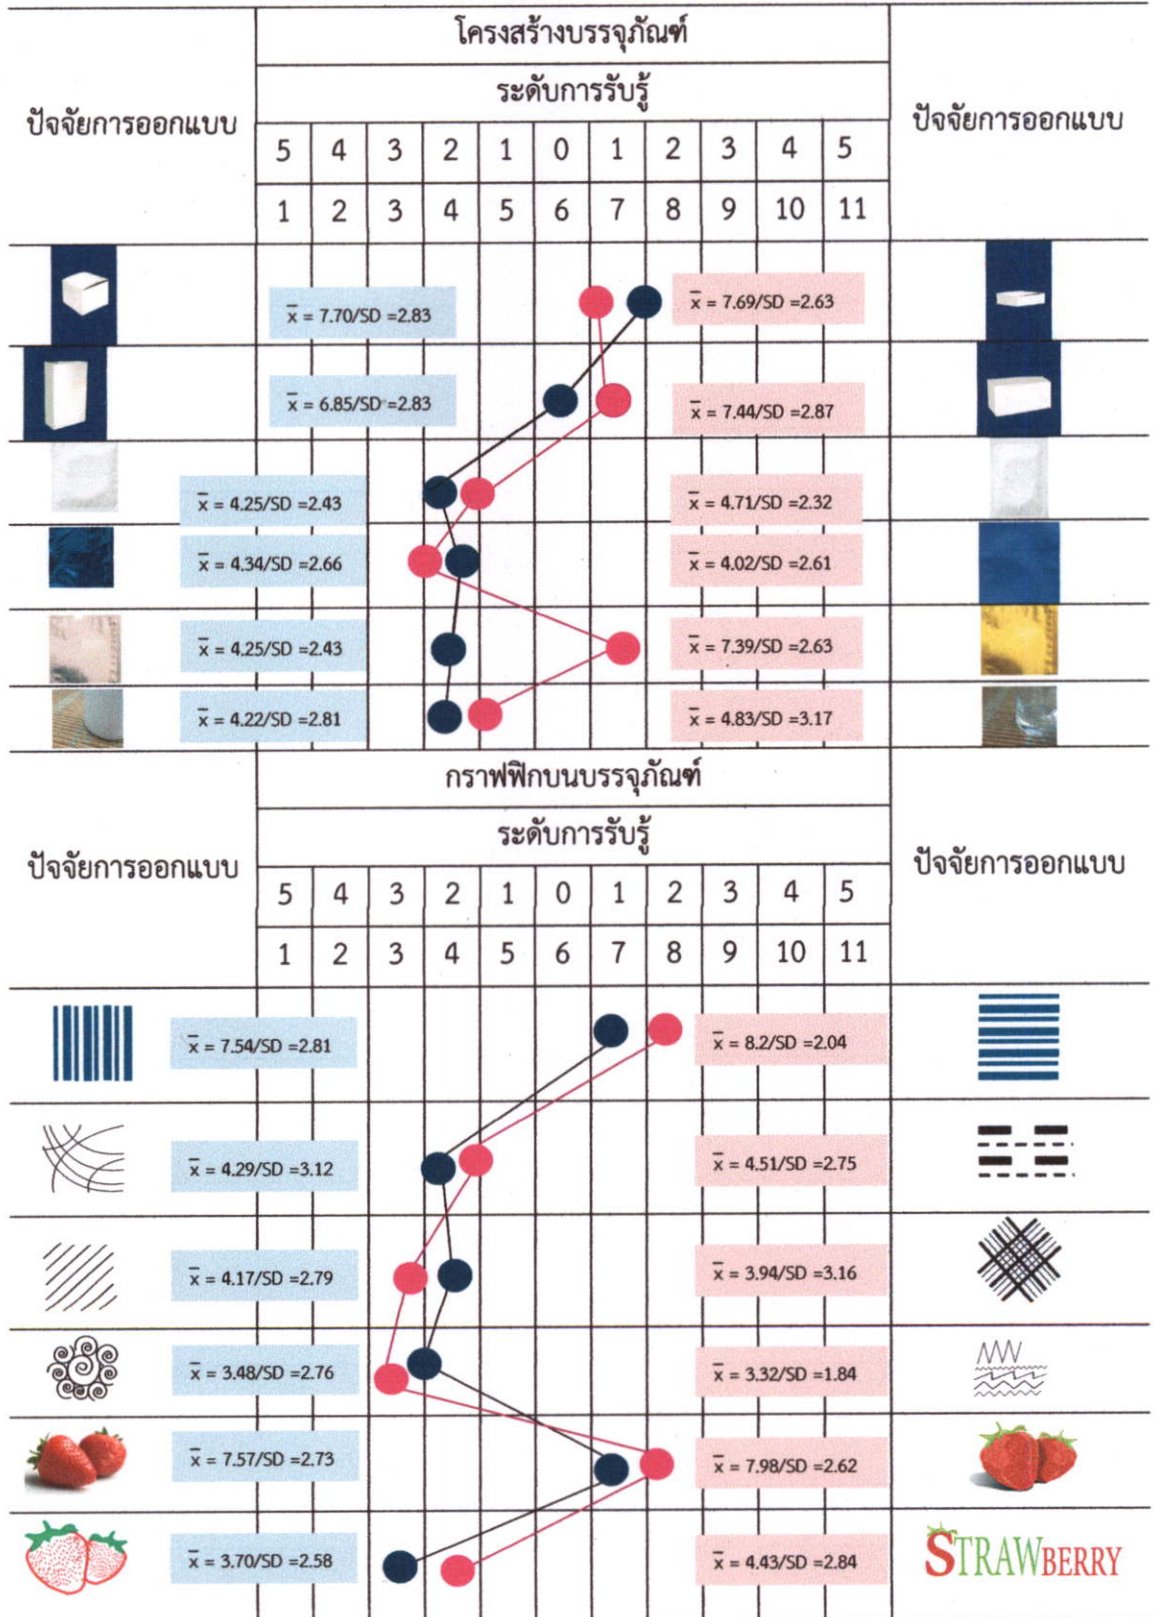 โครงสร้างบรรจุภัณฑ์
ระดับการรับรู้
ปัจจัยการออกแบบ
ปัจจัยการออกแบบ
5 4 3 2 1 0 1 2 3 4 5
1 2 3 4 5 6 7 8 9 10 11
x̄ = 7.70/SD =2.83
x̄ = 7.69/SD =2.63
x̄ = 6.85/SD =2.83
x̄ = 7.44/SD =2.87
x̄ = 4.25/SD =2.43
x̄ = 4.71/SD =2.32
x̄ = 4.34/SD =2.66
x̄ = 4.02/SD =2.61
x̄ = 4.25/SD =2.43
x̄ = 7.39/SD =2.63
x̄ = 4.22/SD =2.81
x̄ = 4.83/SD =3.17
กราฟฟิกบนบรรจุภัณฑ์
ระดับการรับรู้
ปัจจัยการออกแบบ
ปัจจัยการออกแบบ
5 4 3 2 1 0 1 2 3 4 5
1 2 3 4 5 6 7 8 9 10 11
x̄ = 7.54/SD =2.81
x̄ = 8.2/SD =2.04
x̄ = 4.29/SD =3.12
x̄ = 4.51/SD =2.75
x̄ = 4.17/SD =2.79
x̄ = 3.94/SD =3.16
x̄ = 3.48/SD =2.76
x̄ = 3.32/SD =1.84
x̄ = 7.57/SD =2.73
x̄ = 7.98/SD =2.62
x̄ = 3.70/SD =2.58
x̄ = 4.43/SD =2.84
STRAWBERRY